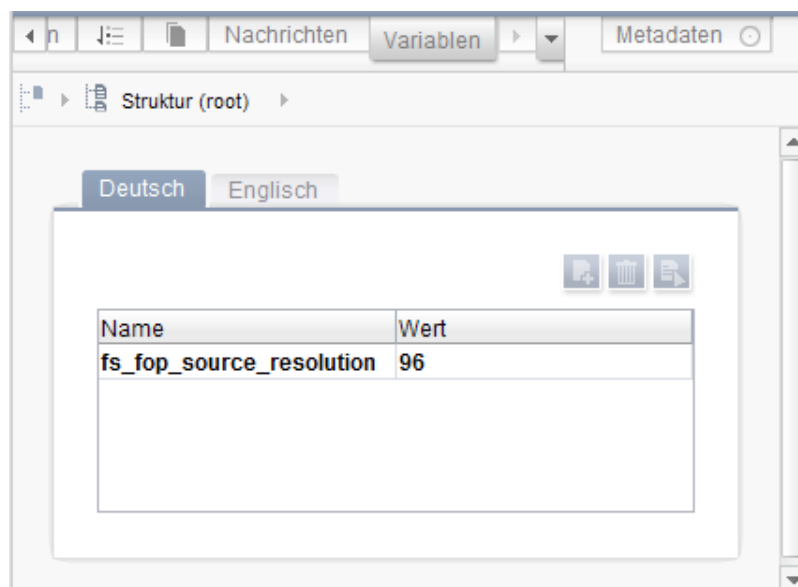 n Nachrichten Variablen Metadaten
Struktur (root)
Deutsch Englisch
Name Wert
fs_fop_source_resolution 96